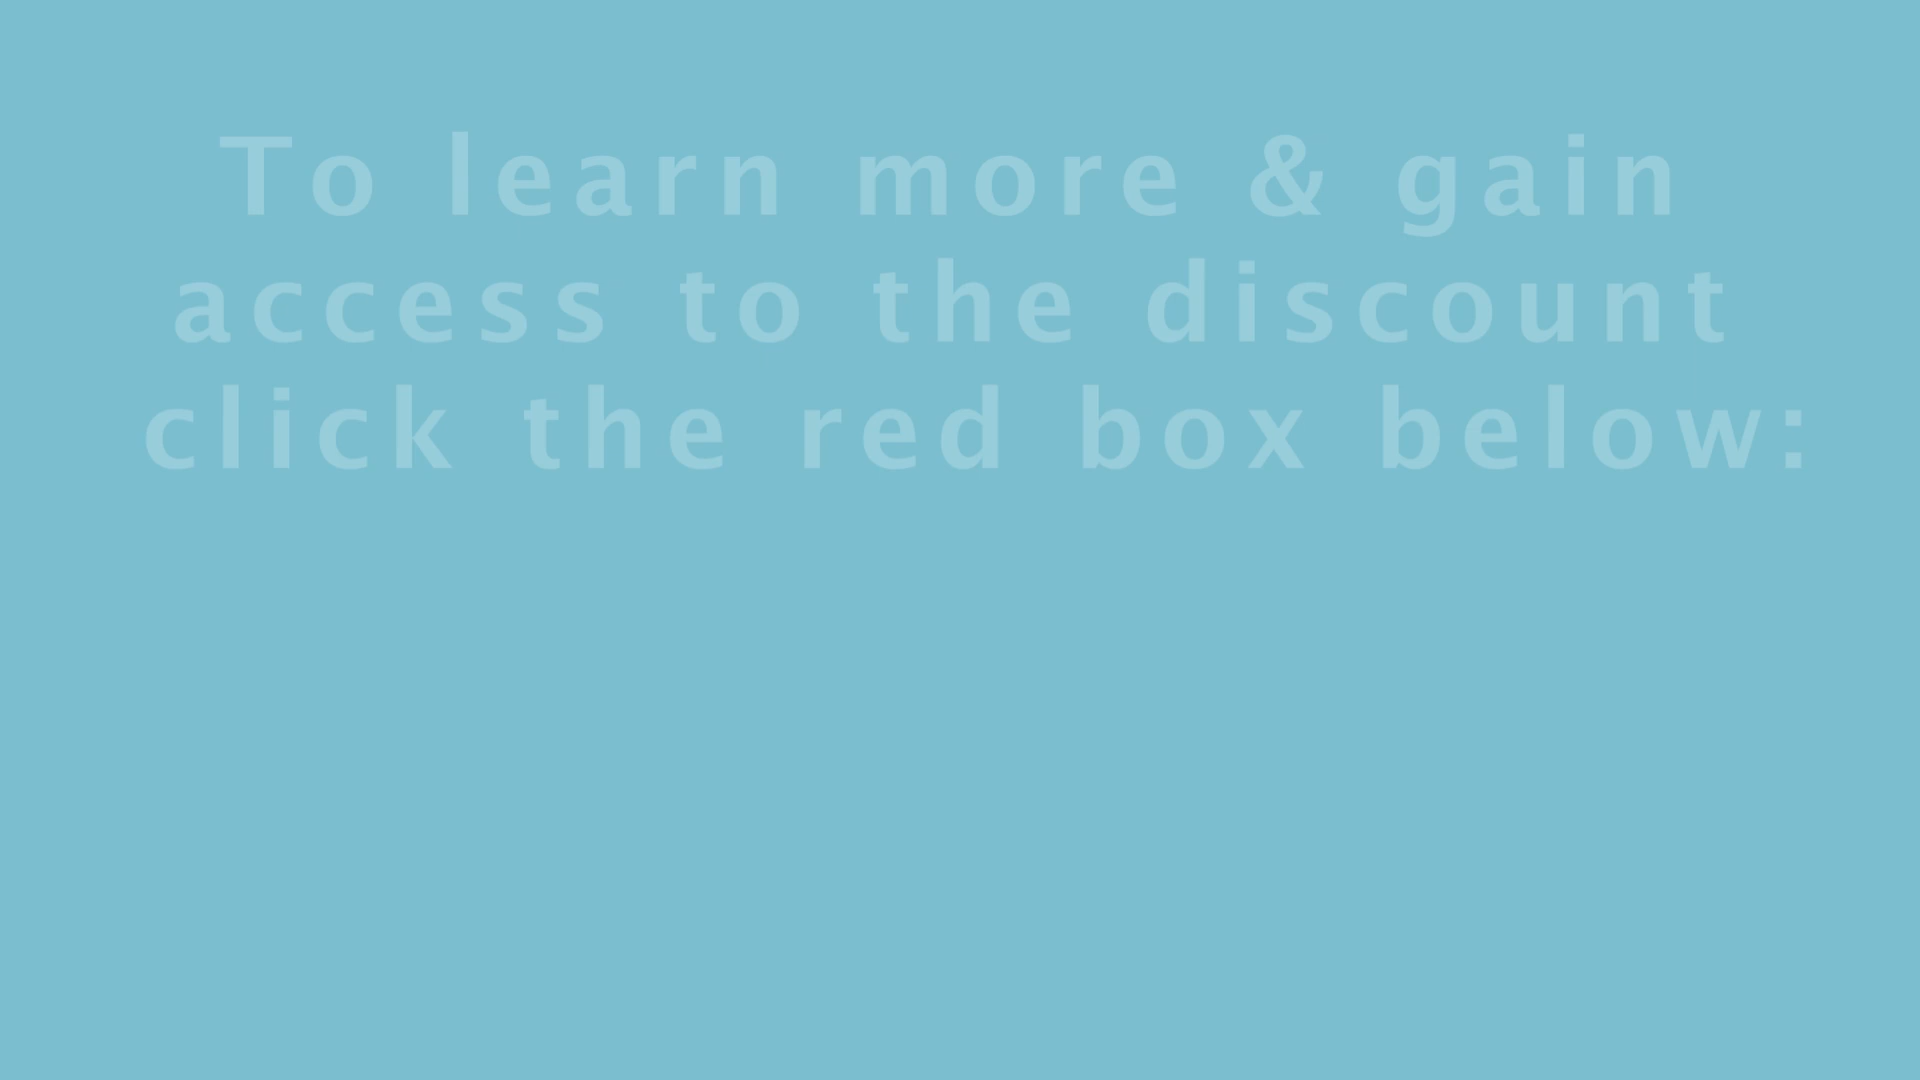 To learn more & gain
access to the discount
click the red box below: